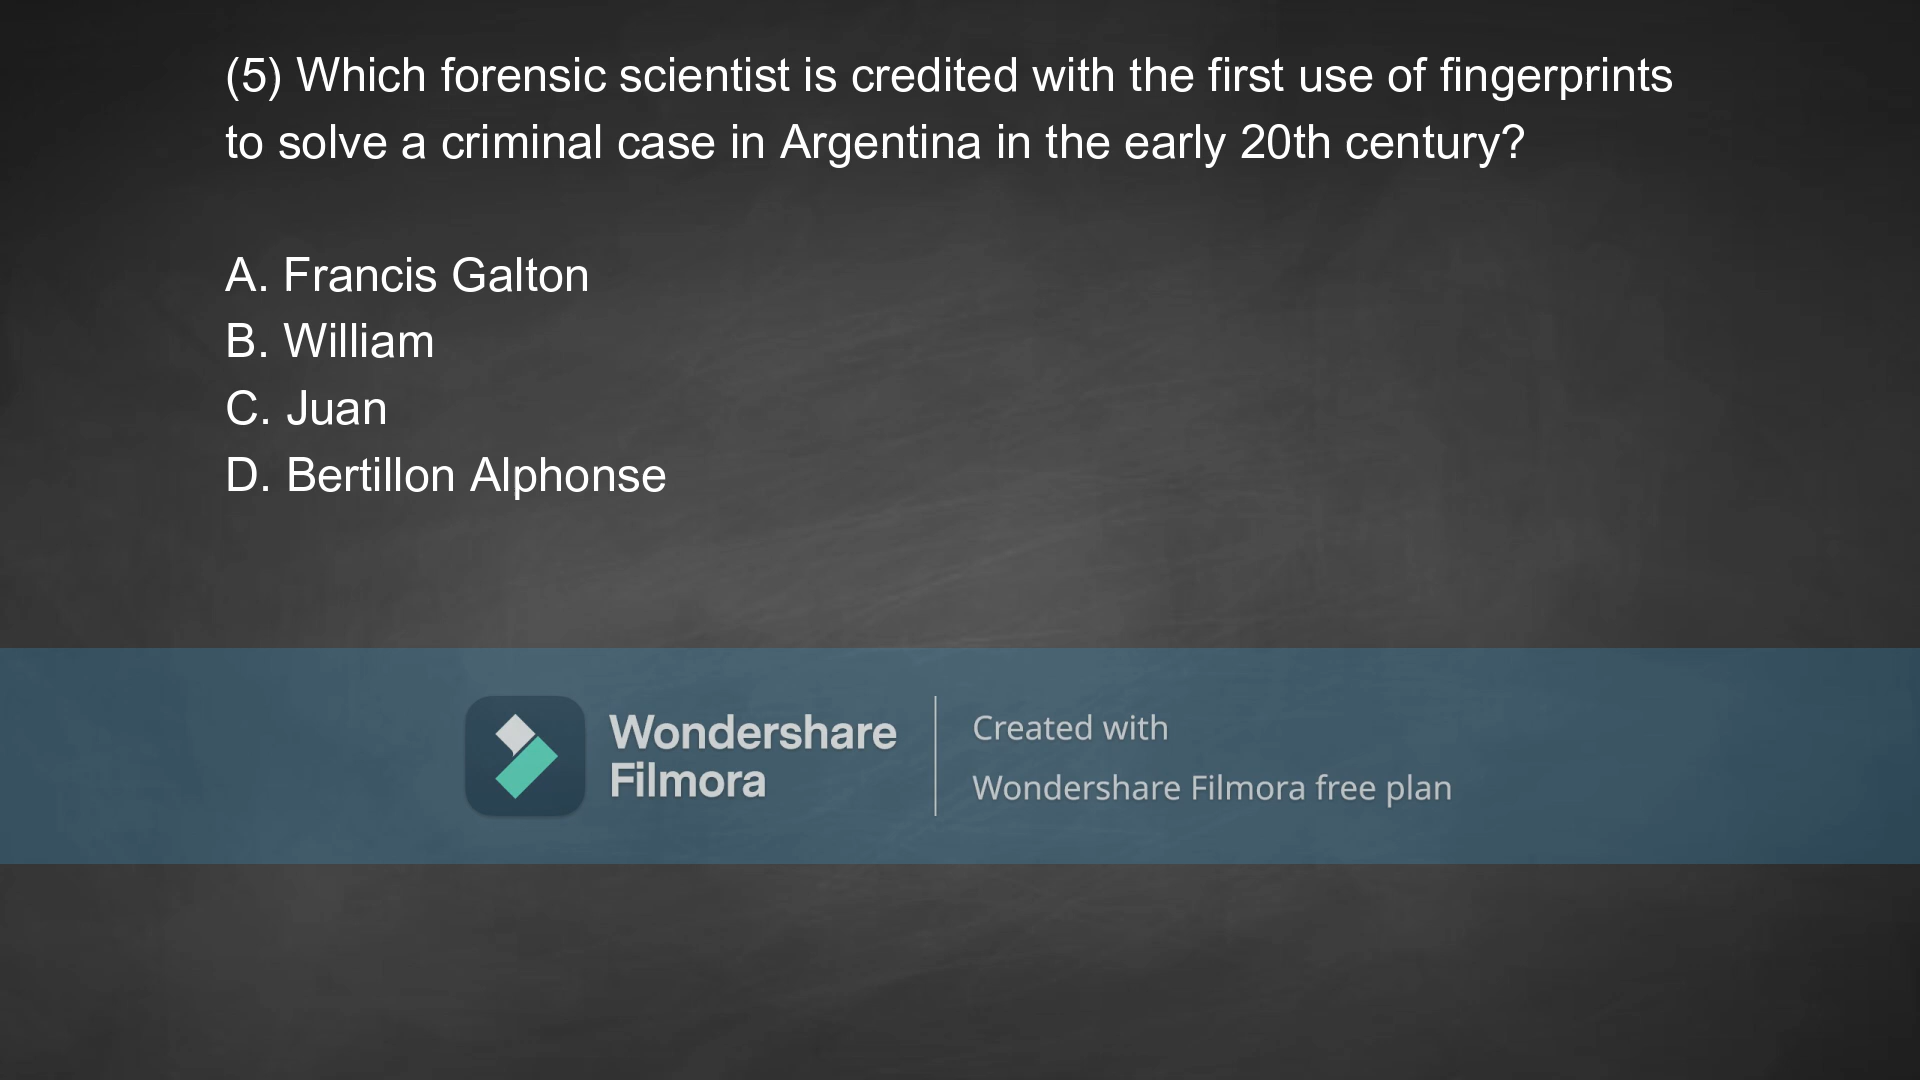 (5) Which forensic scientist is credited with the first use of fingerprints
to solve a criminal case in Argentina in the early 20th century?
A. Francis Galton
B. William
C. Juan
D. Bertillon Alphonse
Wondershare
Filmora
Created with
Wondershare Filmora free plan